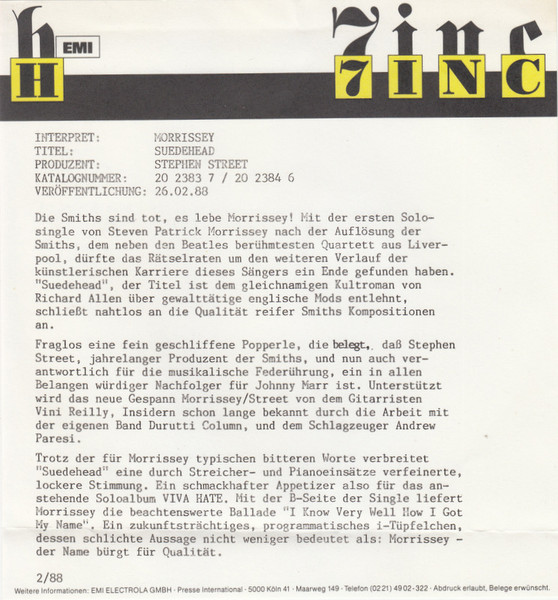 h EMI 7inc
H 7INC
INTERPRET: MORRISSEY
TITEL: SUEDEHEAD
PRODUZENT: STEPHEN STREET
KATALOGNUMMER: 20 2383 7 / 20 2384 6
VERÖFFENTLICHUNG: 26.02.88
Die Smiths sind tot, es lebe Morrissey! Mit der ersten Solo-
single von Steven Patrick Morrissey nach der Auflösung der
Smiths, dem neben den Beatles berühmtesten Quartett aus Liver-
pool, dürfte das Rätselraten um den weiteren Verlauf der
künstlerischen Karriere dieses Sängers ein Ende gefunden haben.
"Suedehead", der Titel ist dem gleichnamigen Kultroman von
Richard Allen über gewalttätige englische Mods entlehnt,
schließt nahtlos an die Qualität reifer Smiths Kompositionen
an.
Fraglos eine fein geschliffene Popperle, die belegt, daß Stephen
Street, jahrelanger Produzent der Smiths, und nun auch ver-
antwortlich für die musikalische Federührung, ein in allen
Belangen würdiger Nachfolger für Johnny Marr ist. Unterstützt
wird das neue Gespann Morrissey/Street von dem Gitarristen
Vini Reilly, Insidern schon lange bekannt durch die Arbeit mit
der eigenen Band Durutti Column, und dem Schlagzeuger Andrew
Paresi.
Trotz der für Morrissey typischen bitteren Worte verbreitet
"Suedehead" eine durch Streicher- und Pianoeinsätze verfeinerte,
lockere Stimmung. Ein schmackhafter Appetizer also für das an-
stehende Soloalbum VIVA HATE. Mit der B-Seite der Single liefert
Morrissey die beachtenswerte Ballade "I Know Very Well How I Got
My Name". Ein zukunftsträchtiges, programmatisches i-Tüpfelchen,
dessen schlichte Aussage nicht weniger bedeutet als: Morrissey -
der Name bürgt für Qualität.
2/88
Weitere Informationen: EMI ELECTROLA GMBH · Presse International · 5000 Köln 41 · Maarweg 149 · Telefon (02 21) 49 02 - 322 · Abdruck erlaubt, Belege erwünscht.